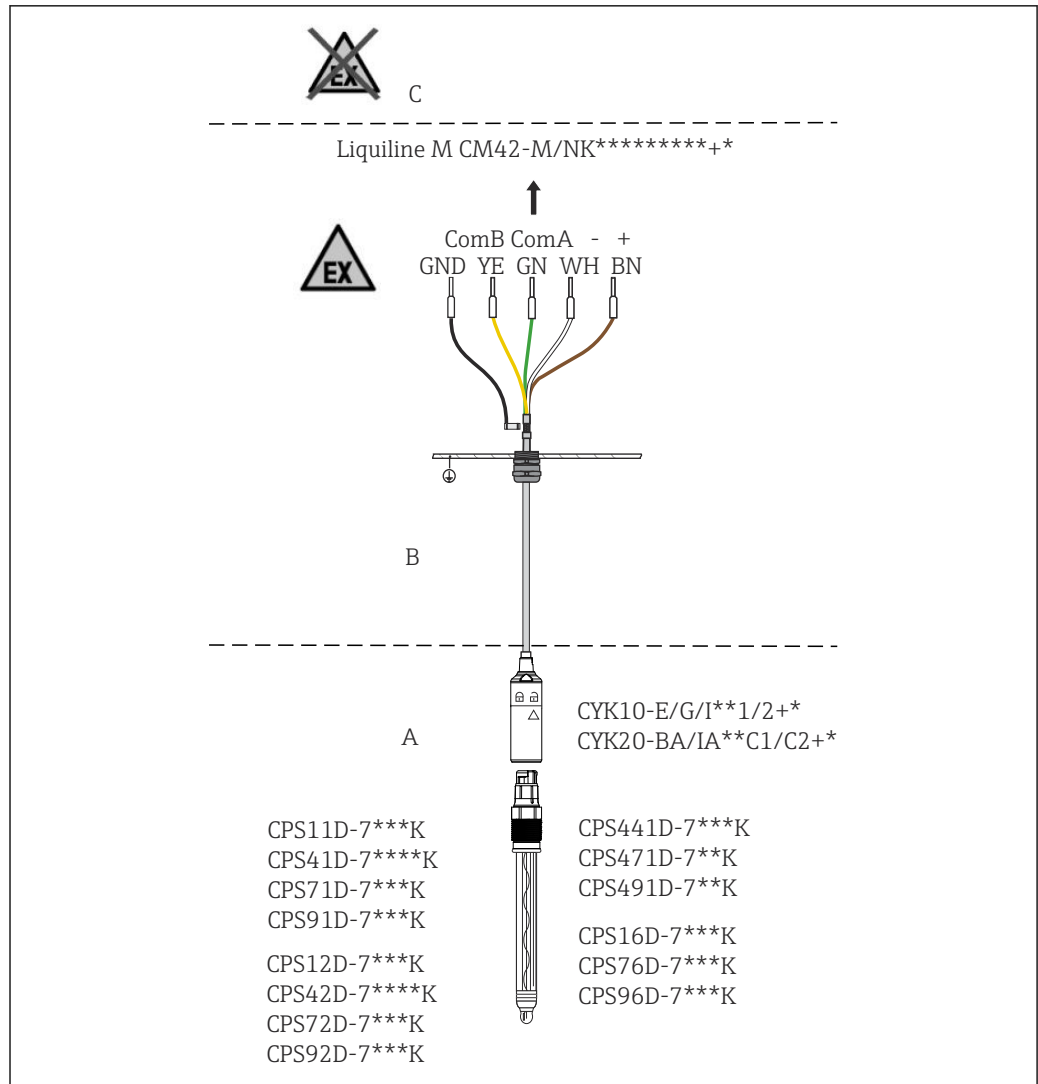 EX
C
Liquiline M CM42-M/NK*********+*
EX
ComB ComA - +
GND YE GN WH BN
B
A
CYK10-E/G/I**1/2+*
CYK20-BA/IA**C1/C2+*
CPS11D-7***K
CPS41D-7****K
CPS71D-7***K
CPS91D-7***K
CPS12D-7***K
CPS42D-7****K
CPS72D-7***K
CPS92D-7***K
CPS441D-7***K
CPS471D-7**K
CPS491D-7**K
CPS16D-7***K
CPS76D-7***K
CPS96D-7***K